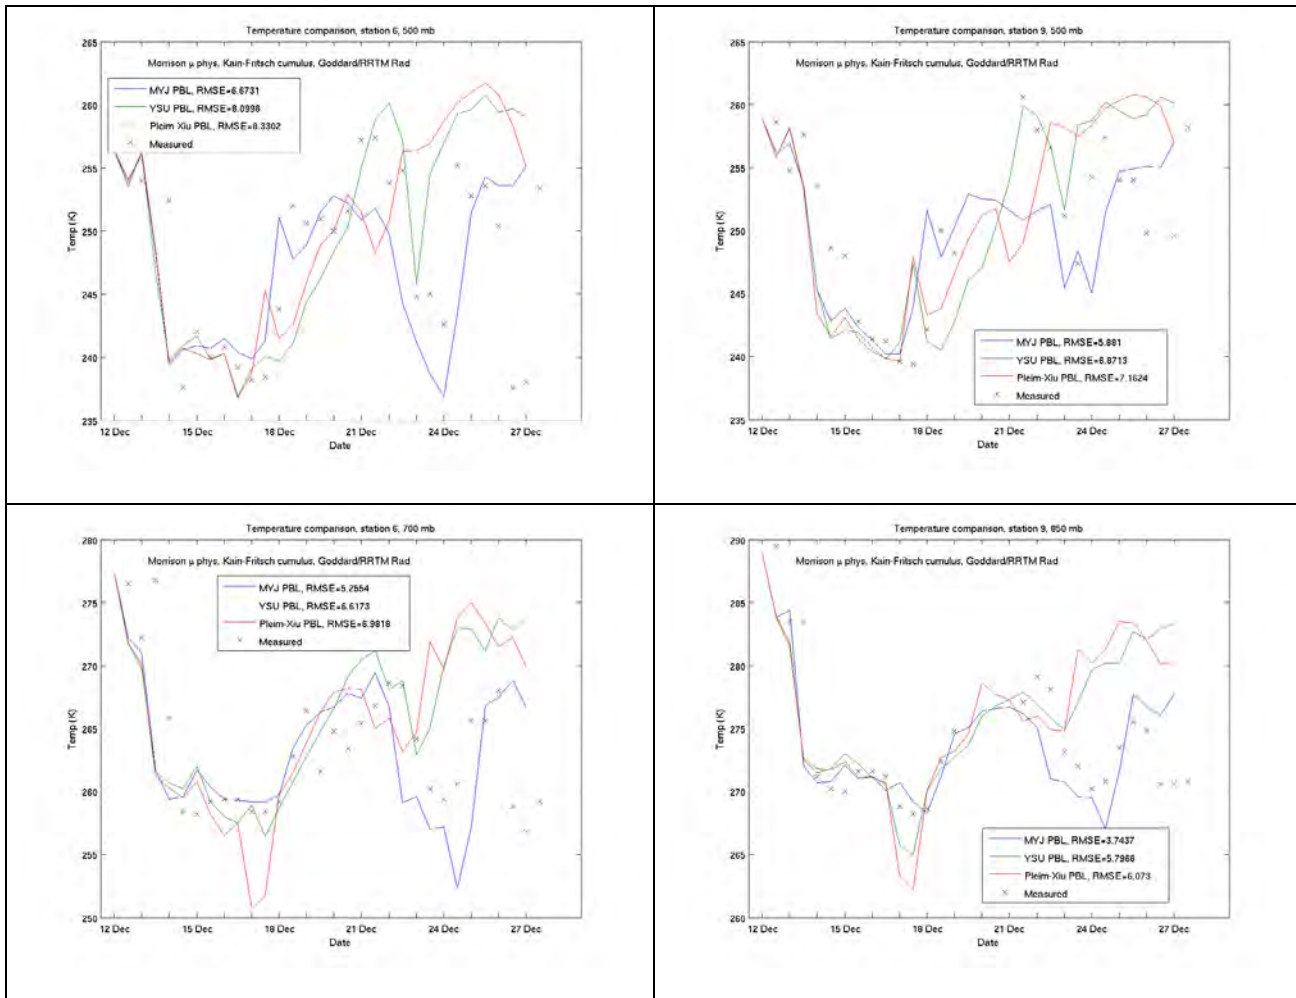 Temperature comparison, station 6, 500 mb
265
Morrison µ phys, Kain-Fritsch cumulus, Goddard/RRTM Rad
MYJ PBL, RMSE=6.6731
YSU PBL, RMSE=8.0998
Pleim-Xiu PBL, RMSE=8.3302
Measured
260
255
250
245
240
235
Temp (K)
12 Dec 15 Dec 18 Dec 21 Dec 24 Dec 27 Dec
Date
Temperature comparison, station 9, 500 mb
265
Morrison µ phys, Kain-Fritsch cumulus, Goddard/RRTM Rad
260
255
250
245
240
235
Temp (K)
MYJ PBL, RMSE=5.881
YSU PBL, RMSE=6.8713
Pleim-Xiu PBL, RMSE=7.1624
Measured
12 Dec 15 Dec 18 Dec 21 Dec 24 Dec 27 Dec
Date
Temperature comparison, station 6, 700 mb
280
Morrison µ phys, Kain-Fritsch cumulus, Goddard/RRTM Rad
MYJ PBL, RMSE=5.2554
YSU PBL, RMSE=6.6173
Pleim-Xiu PBL, RMSE=6.9818
Measured
275
270
265
260
255
250
Temp (K)
12 Dec 15 Dec 18 Dec 21 Dec 24 Dec 27 Dec
Date
Temperature comparison, station 9, 850 mb
290
Morrison µ phys, Kain-Fritsch cumulus, Goddard/RRTM Rad
285
280
275
270
265
260
Temp (K)
MYJ PBL, RMSE=3.7437
YSU PBL, RMSE=5.7968
Pleim-Xiu PBL, RMSE=6.073
Measured
12 Dec 15 Dec 18 Dec 21 Dec 24 Dec 27 Dec
Date